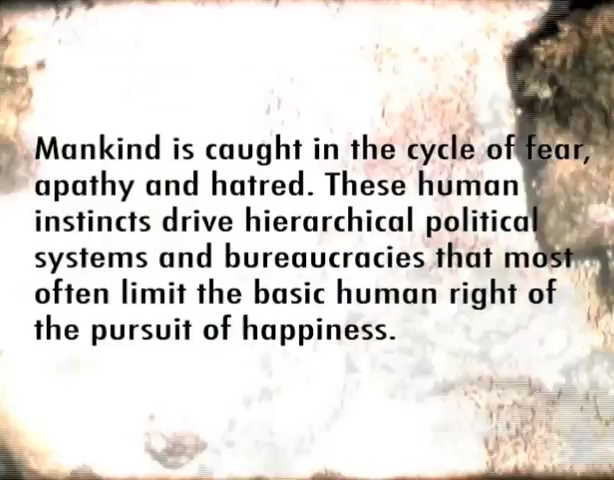 Mankind is caught in the cycle of fear,
apathy and hatred. These human
instincts drive hierarchical political
systems and bureaucracies that most
often limit the basic human right of
the pursuit of happiness.